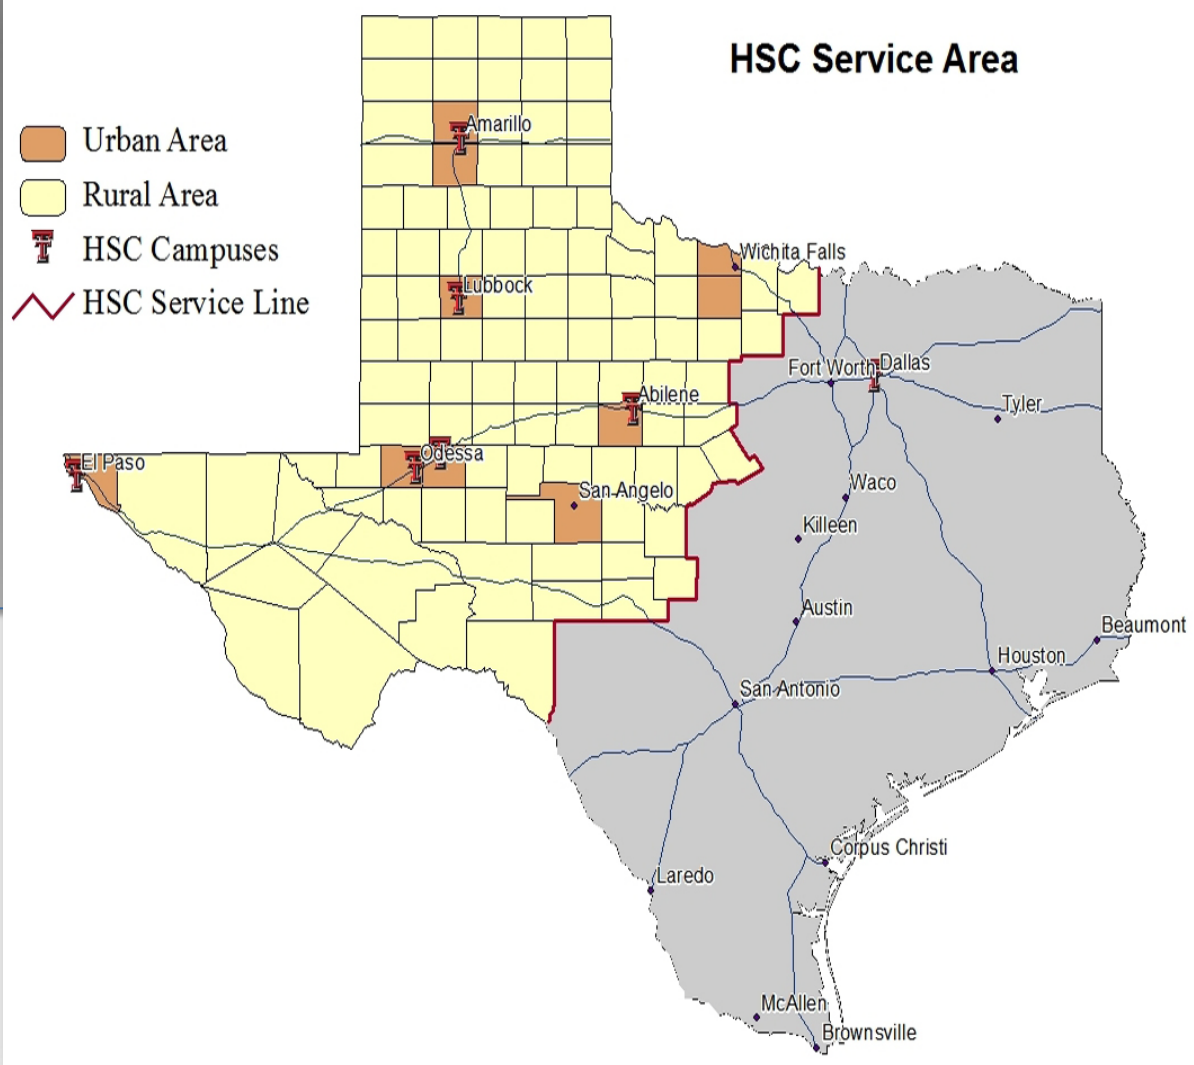 HSC Service Area
Urban Area
Rural Area
HSC Campuses
HSC Service Line
Amarillo
Wichita Falls
Lubbock
Fort Worth
Dallas
Abilene
Tyler
El Paso
Odessa
San Angelo
Waco
Killeen
Austin
Beaumont
Houston
San Antonio
Corpus Christi
Laredo
McAllen
Brownsville